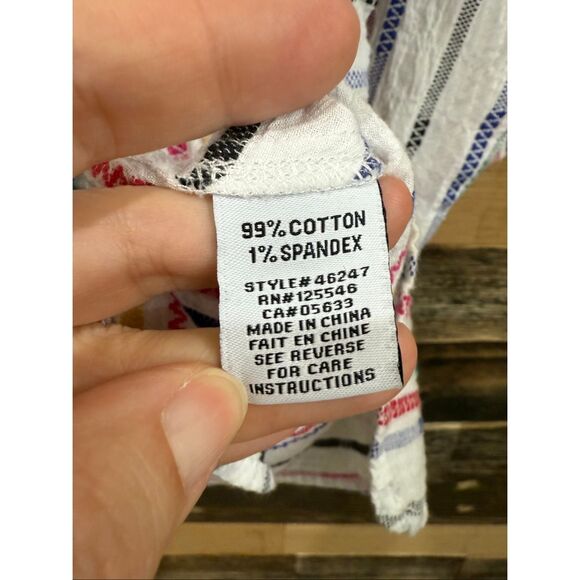 99% COTTON
1% SPANDEX
STYLE# 46247
RN#125546
CA#05633
MADE IN CHINA
FAIT EN CHINE
SEE REVERSE
FOR CARE
INSTRUCTIONS